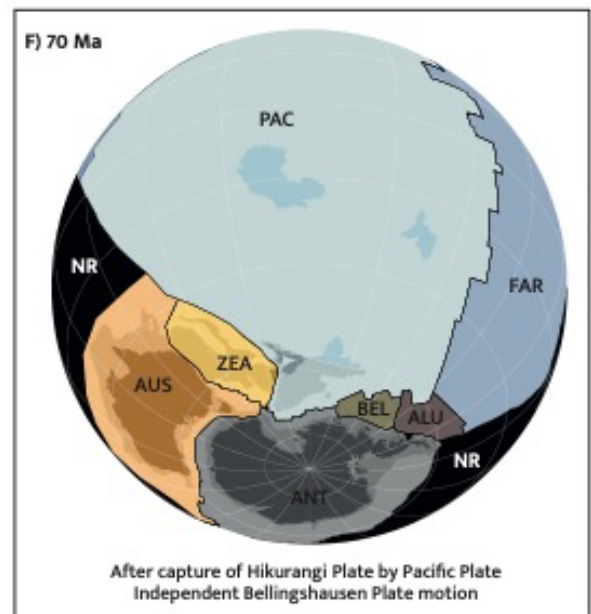 F) 70 Ma
PAC
NR
FAR
ZEA
AUS
BEL
ALU
NR
ANT
After capture of Hikurangi Plate by Pacific Plate
Independent Bellingshausen Plate motion